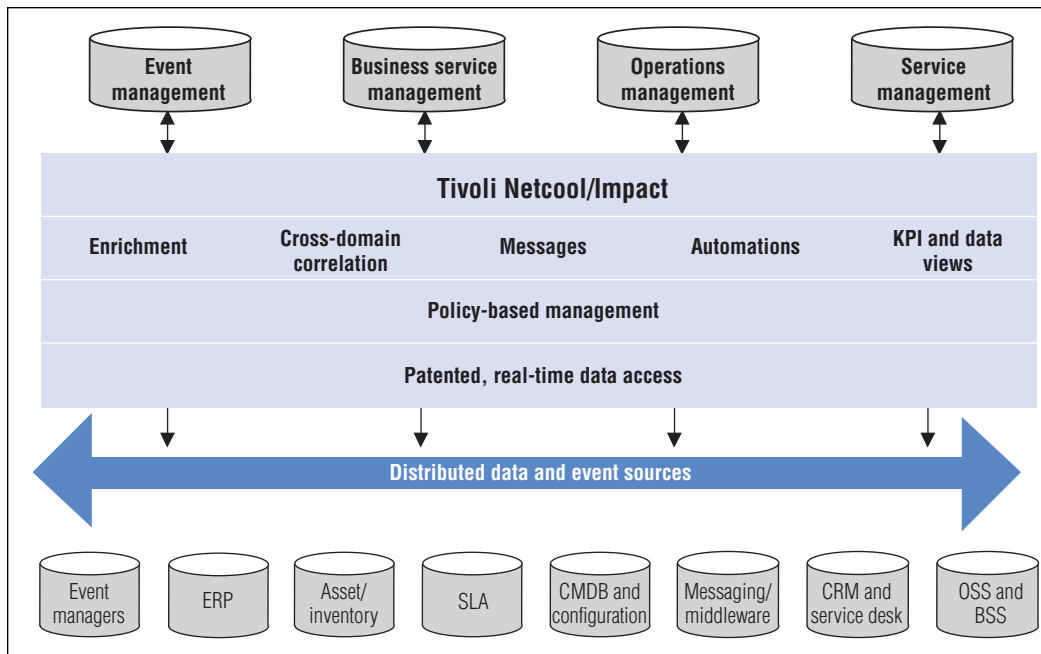 Event
management
Business service
management
Operations
management
Service
management
Tivoli Netcool/Impact
Enrichment
Cross-domain
correlation
Messages
Automations
KPI and data
views
Policy-based management
Patented, real-time data access
Distributed data and event sources
Event
managers
ERP
Asset/
inventory
SLA
CMDB and
configuration
Messaging/
middleware
CRM and
service desk
OSS and
BSS